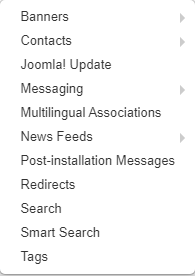 Banners
Contacts
Joomla! Update
Messaging
Multilingual Associations
News Feeds
Post-installation Messages
Redirects
Search
Smart Search
Tags